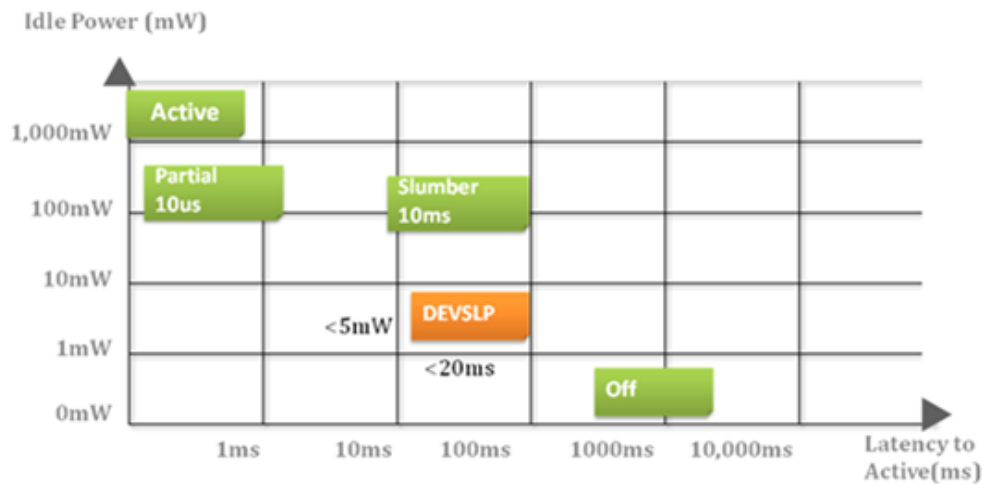 Idle Power (mW)
Active
1,000mW
Partial
10us
Slumber
10ms
100mW
10mW
DEVSLP
<5mW
1mW
<20ms
Off
0mW
1ms
10ms
100ms
1000ms
10,000ms
Latency to
Active(ms)